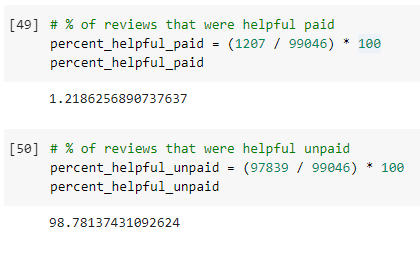 [49] # % of reviews that were helpful paid
percent_helpful_paid = (1207 / 99046) * 100
percent_helpful_paid
1.2186256890737637
[50] # % of reviews that were helpful unpaid
percent_helpful_unpaid = (97839 / 99046) * 100
percent_helpful_unpaid
98.78137431092624